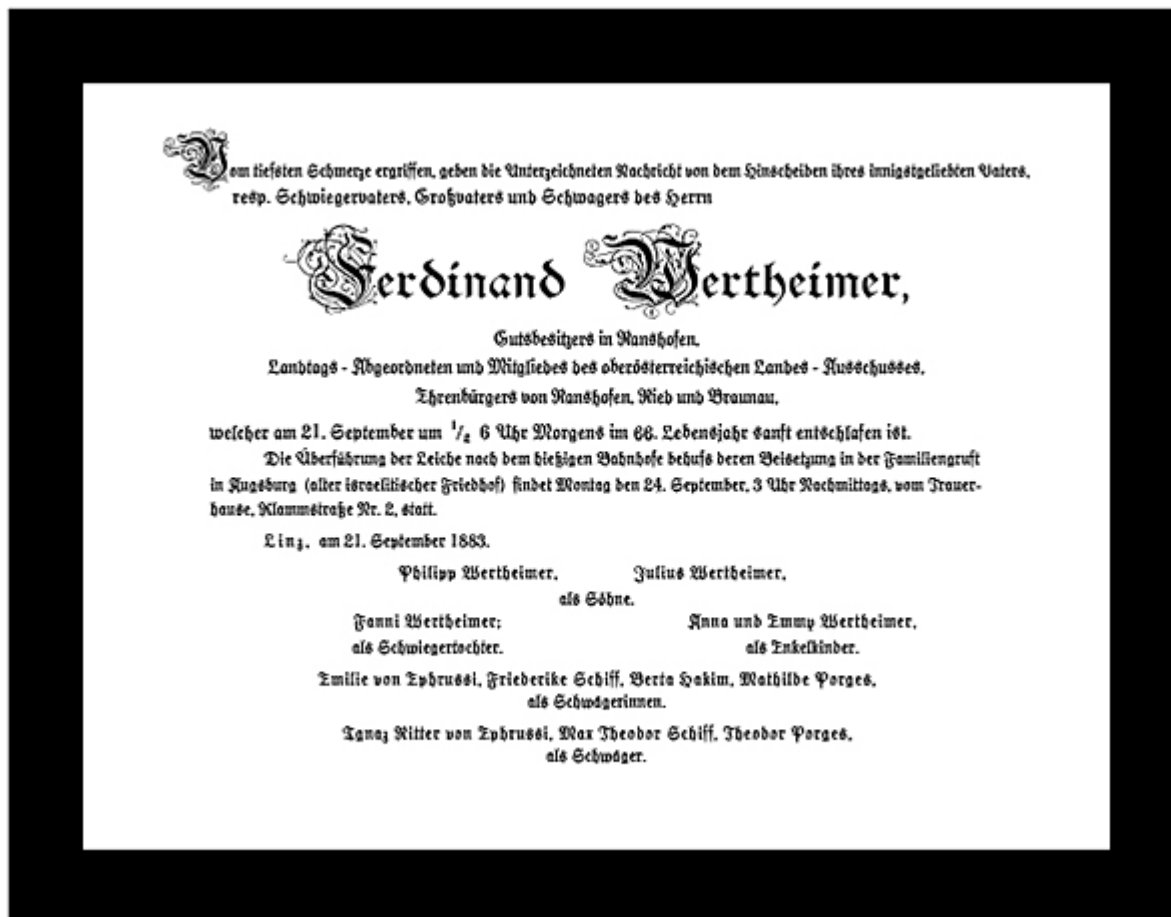 Vom tiefsten Schmerze ergriffen, geben die Unterzeichneten Nachricht von dem Hinscheiden ihres innigstgeliebten Vaters,
resp. Schwiegervaters, Großvaters und Schwagers des Herrn
Ferdinand Wertheimer,
Gutsbesitzers in Ranshofen,
Landtags - Abgeordneten und Mitgliedes des oberösterreichischen Landes - Ausschusses,
Ehrenbürgers von Ranshofen, Ried und Braunau,
welcher am 21. September um 1/2 6 Uhr Morgens im 66. Lebensjahr sanft entschlafen ist.
Die Überführung der Leiche nach dem hießigen Bahnhofe behufs deren Beisetzung in der Familiengruft
in Augsburg (alter israelitischer Friedhof) findet Montag den 24. September, 3 Uhr Nachmittags, vom Trauer-
hause, Klammstraße Nr. 2, statt.
Linz, am 21. September 1883.
Philipp Wertheimer, Julius Wertheimer,
als Söhne.
Fanni Wertheimer; Anna und Emmy Wertheimer,
als Schwiegertochter. als Enkelkinder.
Emilie von Ephrussi, Friederike Schiff, Berta Hakim, Mathilde Porges,
als Schwägerinnen.
Ignaz Ritter von Ephrussi, Max Theodor Schiff, Theodor Porges,
als Schwäger.